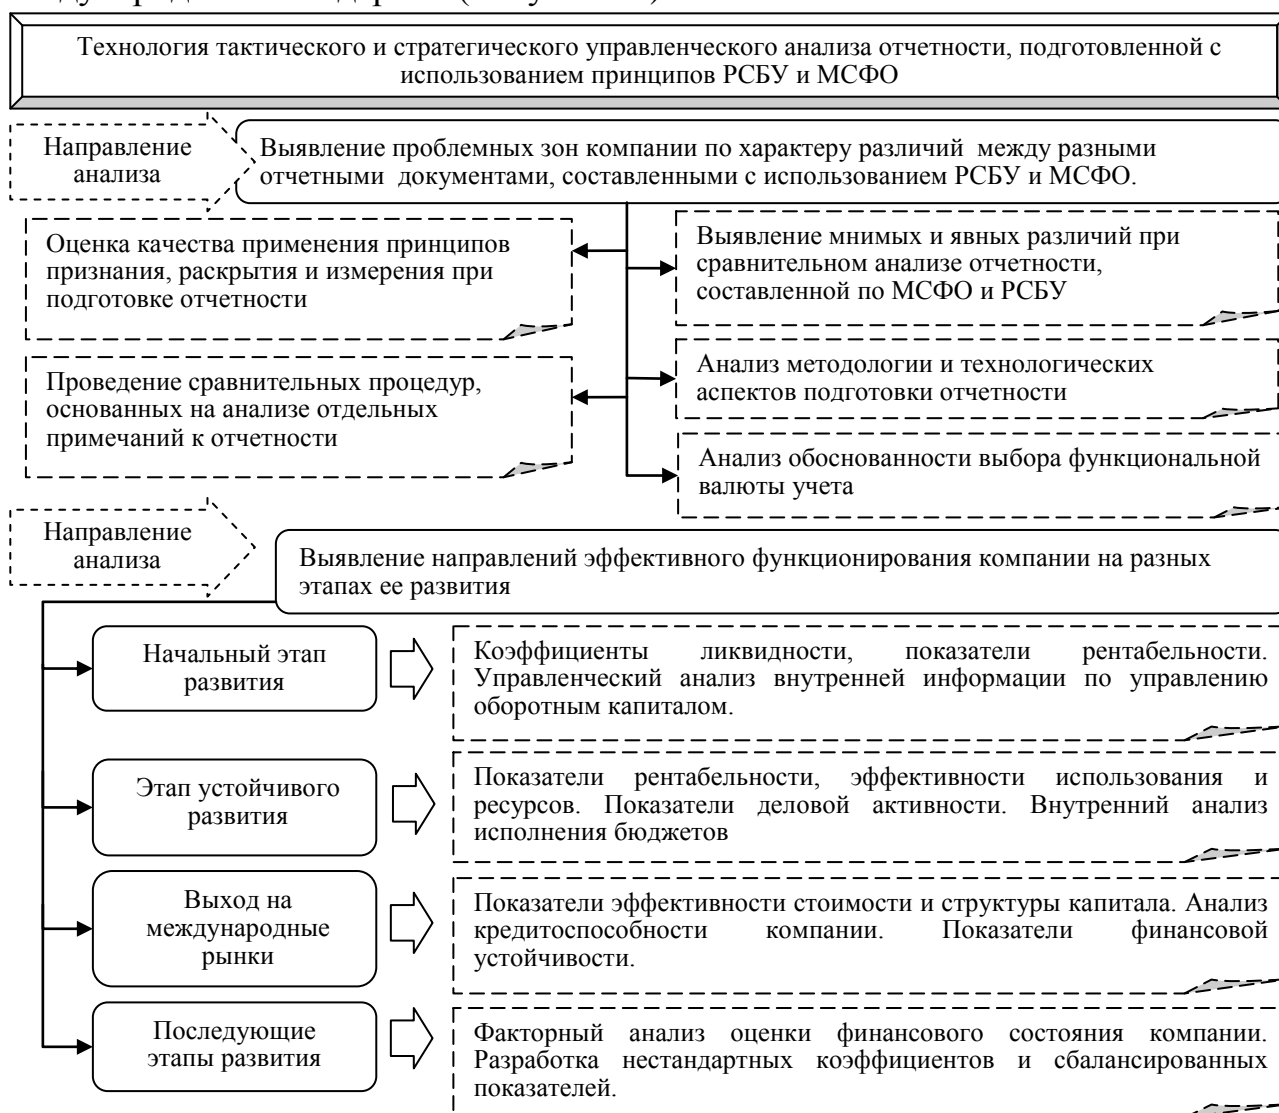 Технология тактического и стратегического управленческого анализа отчетности, подготовленной с
использованием принципов РСБУ и МСФО
Направление
анализа
Выявление проблемных зон компании по характеру различий между разными
отчетными документами, составленными с использованием РСБУ и МСФО.
Оценка качества применения принципов
признания, раскрытия и измерения при
подготовке отчетности
Выявление мнимых и явных различий при
сравнительном анализе отчетности,
составленной по МСФО и РСБУ
Проведение сравнительных процедур,
основанных на анализе отдельных
примечаний к отчетности
Анализ методологии и технологических
аспектов подготовки отчетности
Анализ обоснованности выбора функциональной
валюты учета
Направление
анализа
Выявление направлений эффективного функционирования компании на разных
этапах ее развития
Начальный этап
развития
Коэффициенты ликвидности, показатели рентабельности.
Управленческий анализ внутренней информации по управлению
оборотным капиталом.
Этап устойчивого
развития
Показатели рентабельности, эффективности использования и
ресурсов. Показатели деловой активности. Внутренний анализ
исполнения бюджетов
Выход на
международные
рынки
Показатели эффективности стоимости и структуры капитала. Анализ
кредитоспособности компании. Показатели финансовой
устойчивости.
Последующие
этапы развития
Факторный анализ оценки финансового состояния компании.
Разработка нестандартных коэффициентов и сбалансированных
показателей.